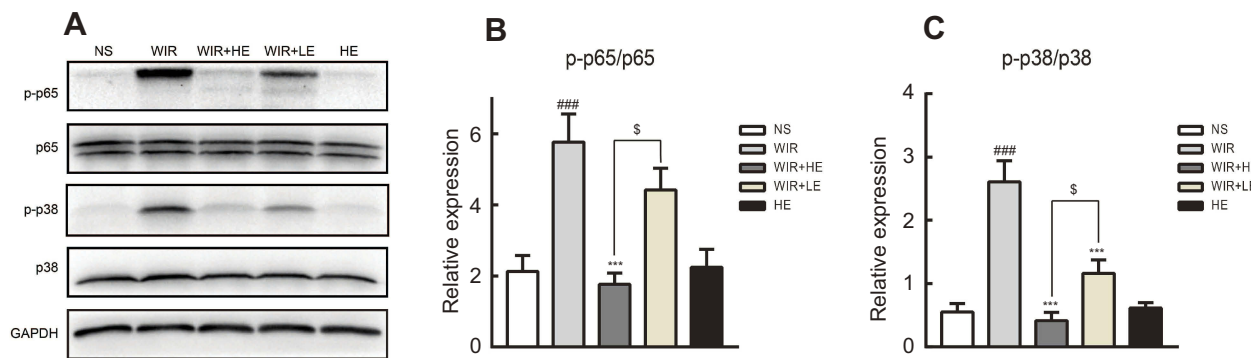 A
NS WIR WIR+HE WIR+LE HE
p-p65
p65
p-p38
p38
GAPDH
B
p-p65/p65
Relative expression
6
4
2
0
###
***
$
NS
WIR
WIR+HE
WIR+LE
HE
C
p-p38/p38
Relative expression
4
3
2
1
0
###
***
$
***
NS
WIR
WIR+H
WIR+LE
HE